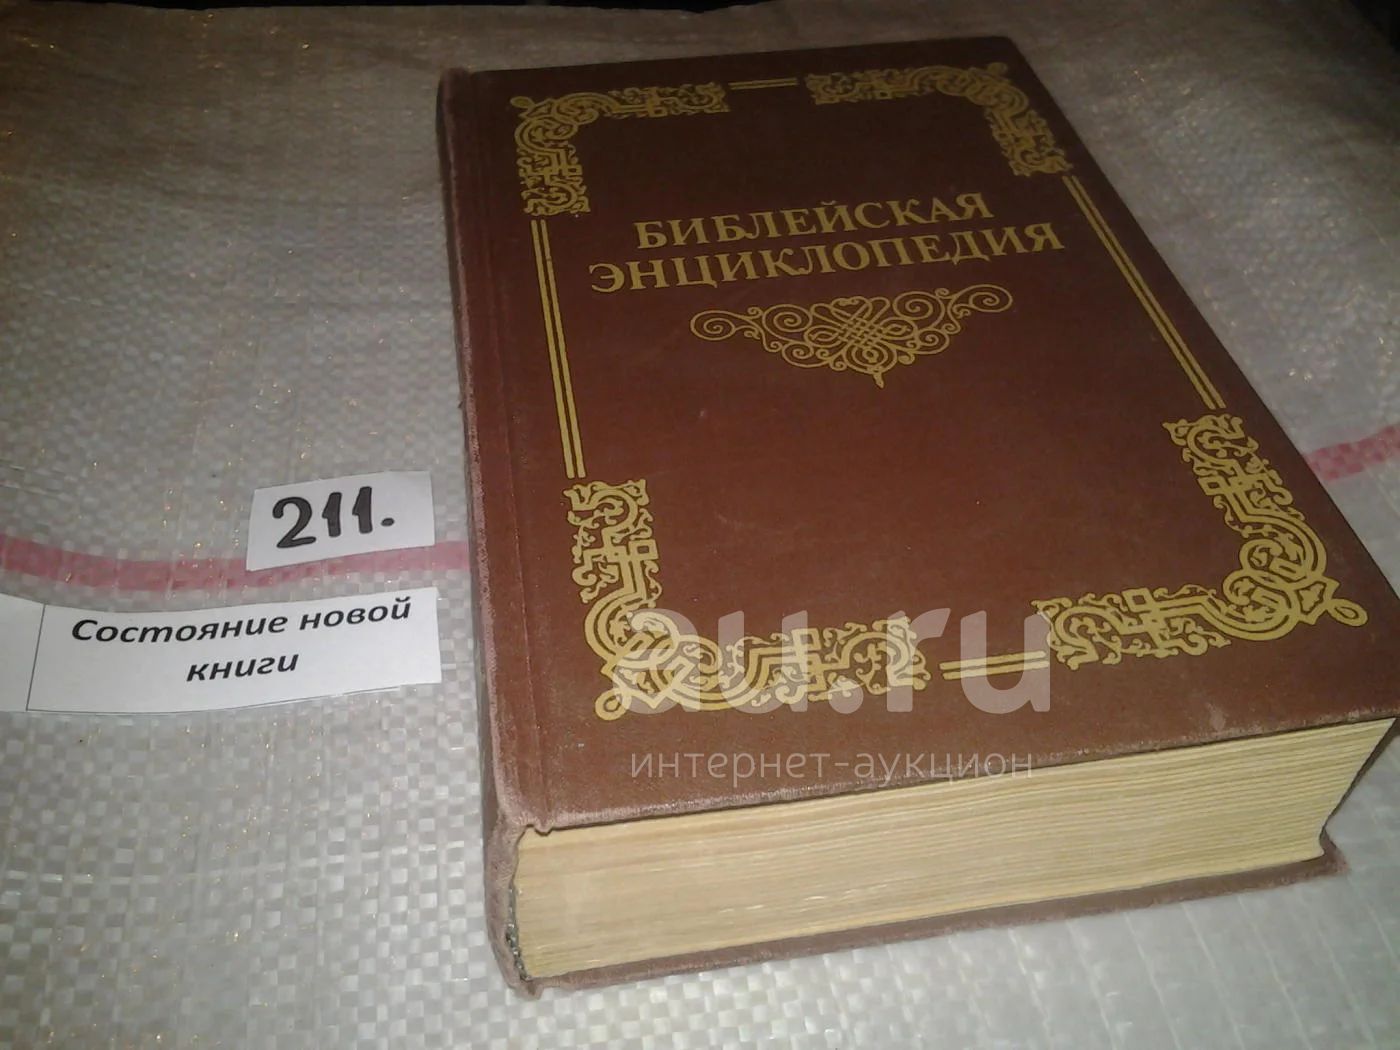 БИБЛЕЙСКАЯ
ЭНЦИКЛОПЕДИЯ
211.
Состояние новой
книги
au.ru
интернет-аукцион